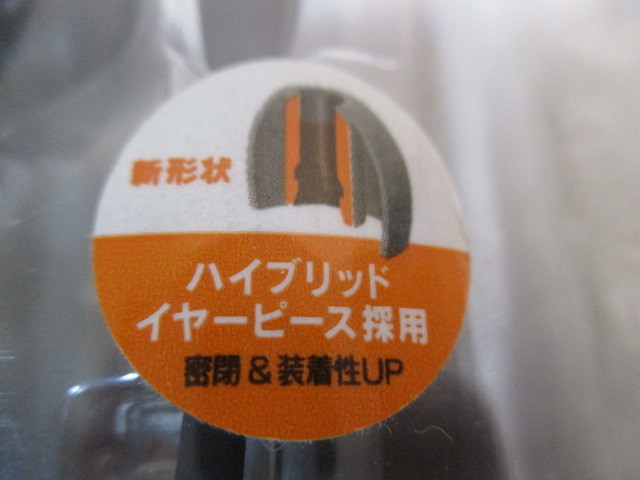 新形状
ハイブリッド
イヤーピース採用
密閉&装着性UP